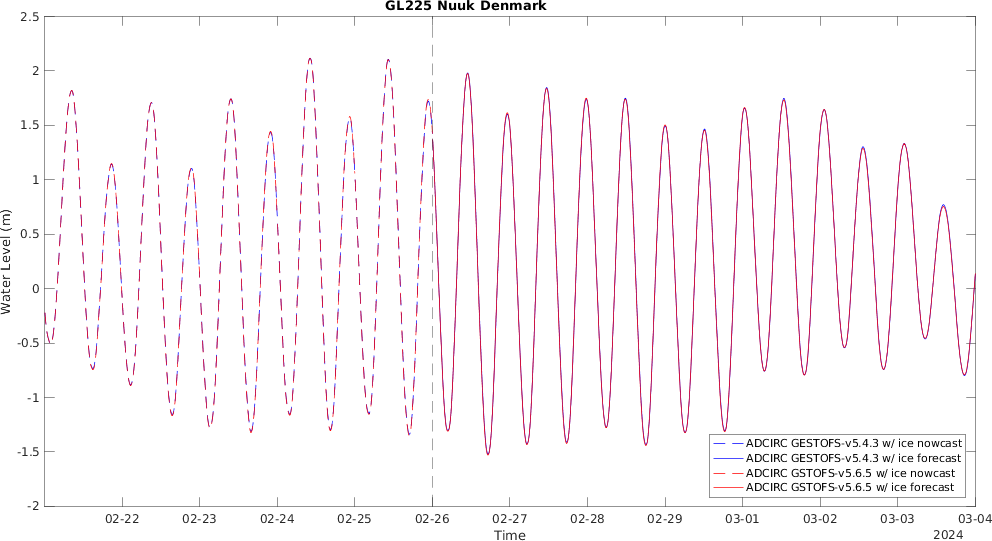 GL225 Nuuk Denmark
2.5
2
1.5
1
0.5
0
-0.5
-1
-1.5
-2
Water Level (m)
02-22 02-23 02-24 02-25 02-26 02-27 02-28 02-29 03-01 03-02 03-03 03-04
Time
2024
ADCIRC GESTOFS-v5.4.3 w/ ice nowcast
ADCIRC GESTOFS-v5.4.3 w/ ice forecast
ADCIRC GSTOFS-v5.6.5 w/ ice nowcast
ADCIRC GSTOFS-v5.6.5 w/ ice forecast